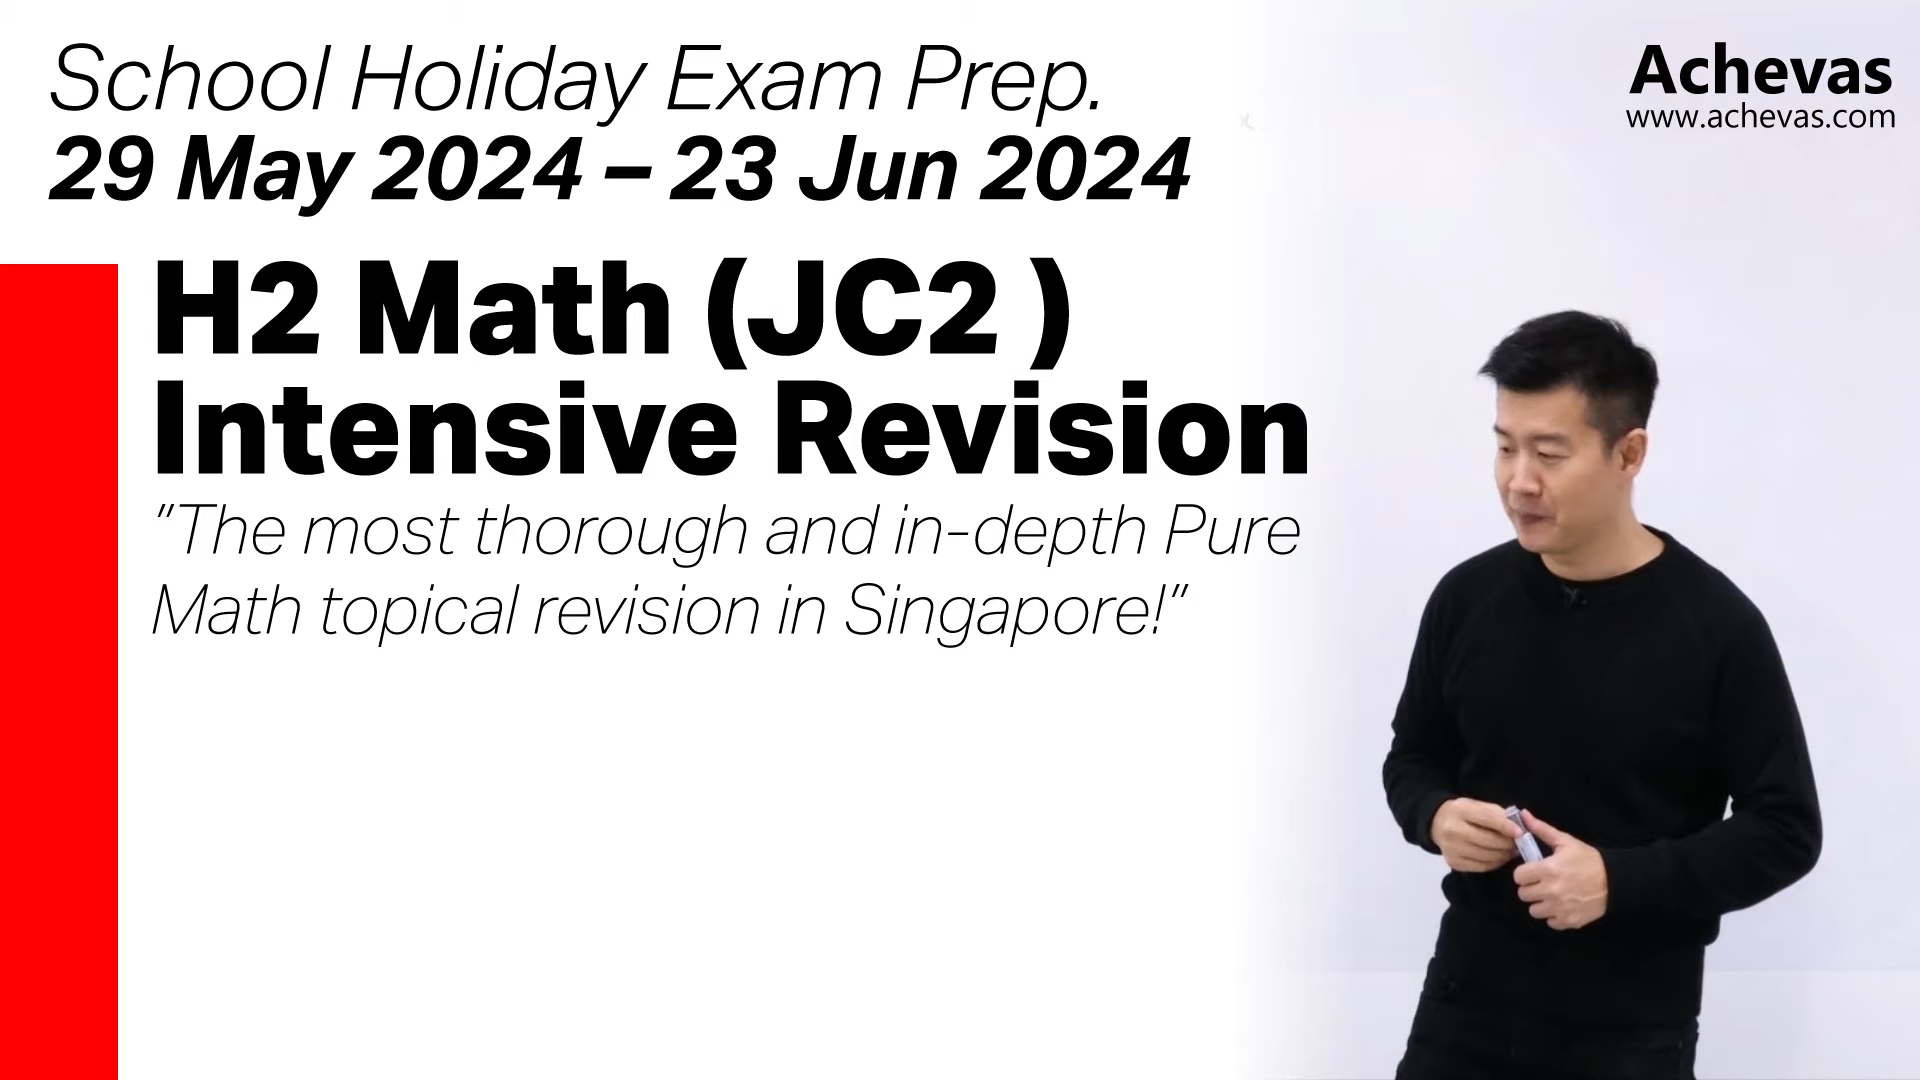 School Holiday Exam Prep.
29 May 2024 – 23 Jun 2024
Achevas
www.achevas.com
H2 Math (JC2 )
Intensive Revision
"The most thorough and in-depth Pure
Math topical revision in Singapore!"